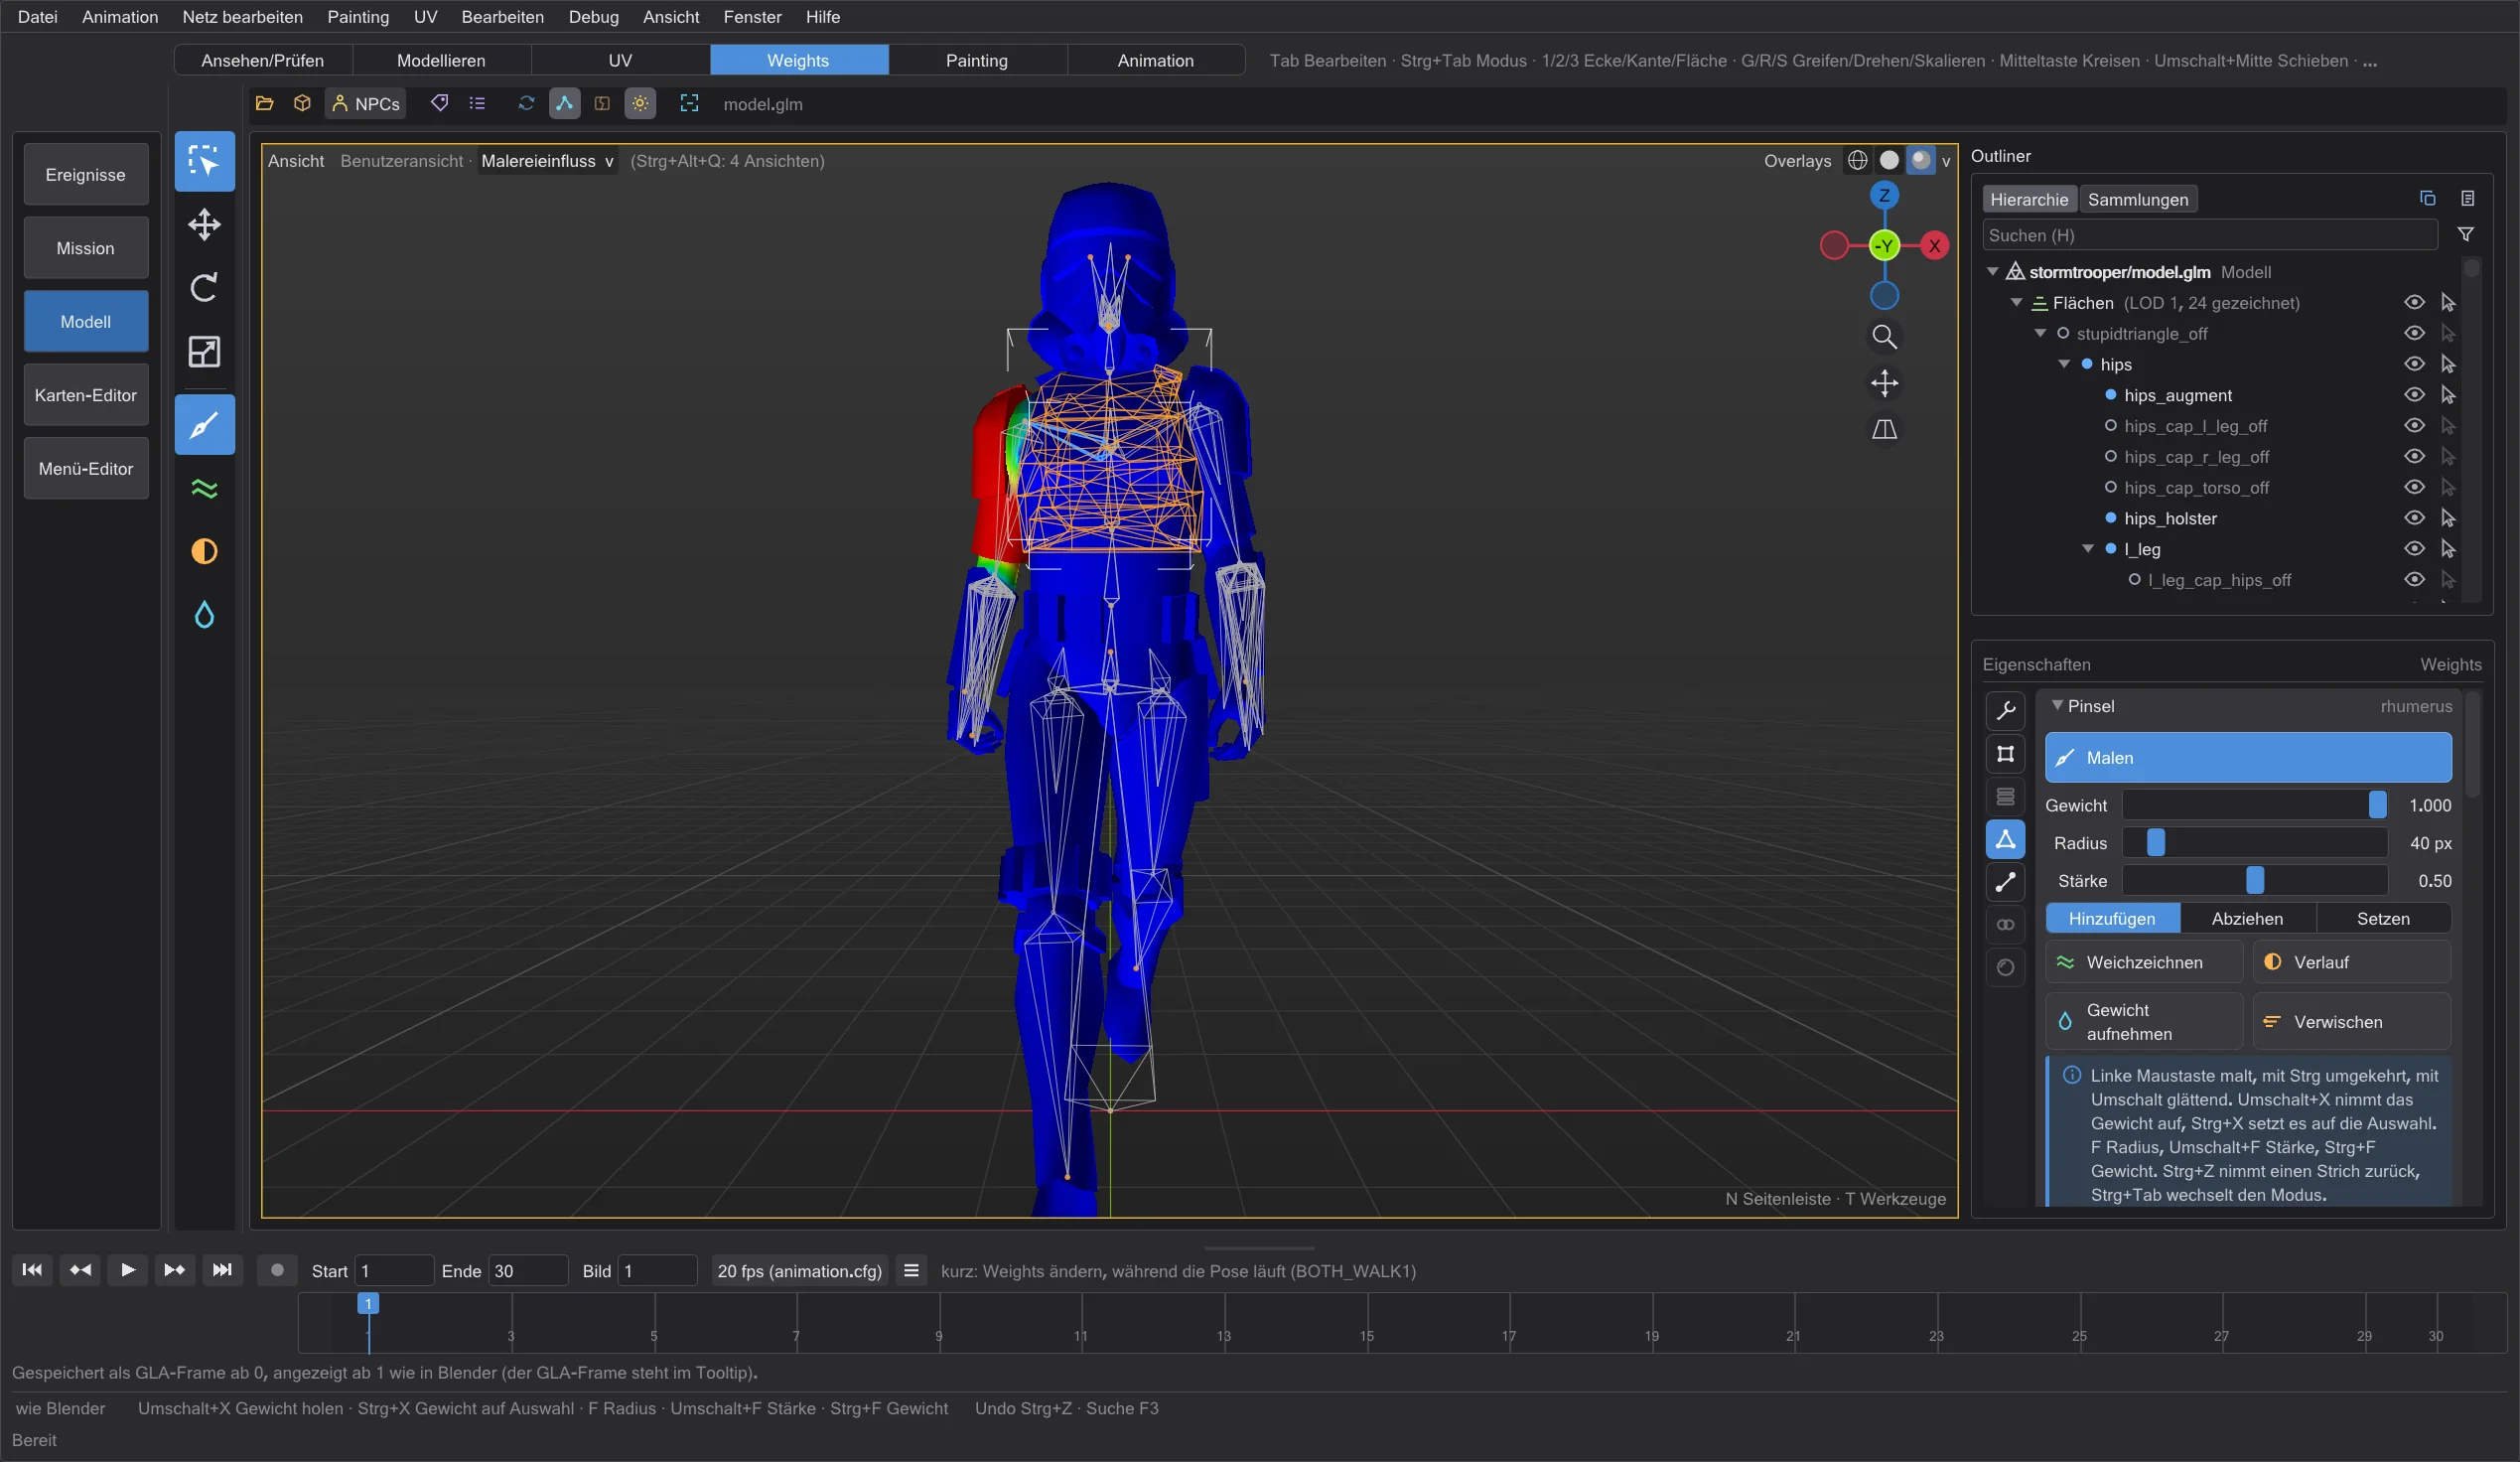 Datei Animation Netz bearbeiten Painting UV Bearbeiten Debug Ansicht Fenster Hilfe
Ansehen/Prüfen Modellieren UV Weights Painting Animation Tab Bearbeiten · Strg+Tab Modus · 1/2/3 Ecke/Kante/Fläche · G/R/S Greifen/Drehen/Skalieren · Mitteltaste Kreisen · Umschalt+Mitte Schieben · ...
NPCs model.glm
Ereignisse
Mission
Modell
Karten-Editor
Menü-Editor
Ansicht Benutzeransicht · Malereieinfluss v (Strg+Alt+Q: 4 Ansichten) Overlays v
Z
-Y X
N Seitenleiste · T Werkzeuge
Outliner
Hierarchie Sammlungen
Suchen (H)
stormtrooper/model.glm Modell
Flächen (LOD 1, 24 gezeichnet)
stupidtriangle_off
hips
hips_augment
hips_cap_l_leg_off
hips_cap_r_leg_off
hips_cap_torso_off
hips_holster
l_leg
l_leg_cap_hips_off
Eigenschaften Weights
Pinsel rhumerus
Malen
Gewicht 1.000
Radius 40 px
Stärke 0.50
Hinzufügen Abziehen Setzen
Weichzeichnen Verlauf
Gewicht aufnehmen Verwischen
Linke Maustaste malt, mit Strg umgekehrt, mit
Umschalt glättend. Umschalt+X nimmt das
Gewicht auf, Strg+X setzt es auf die Auswahl.
F Radius, Umschalt+F Stärke, Strg+F
Gewicht. Strg+Z nimmt einen Strich zurück,
Strg+Tab wechselt den Modus.
Start 1 Ende 30 Bild 1 20 fps (animation.cfg) kurz: Weights ändern, während die Pose läuft (BOTH_WALK1)
1
1 3 5 7 9 11 13 15 17 19 21 23 25 27 29 30
Gespeichert als GLA-Frame ab 0, angezeigt ab 1 wie in Blender (der GLA-Frame steht im Tooltip).
wie Blender Umschalt+X Gewicht holen · Strg+X Gewicht auf Auswahl · F Radius · Umschalt+F Stärke · Strg+F Gewicht Undo Strg+Z · Suche F3
Bereit